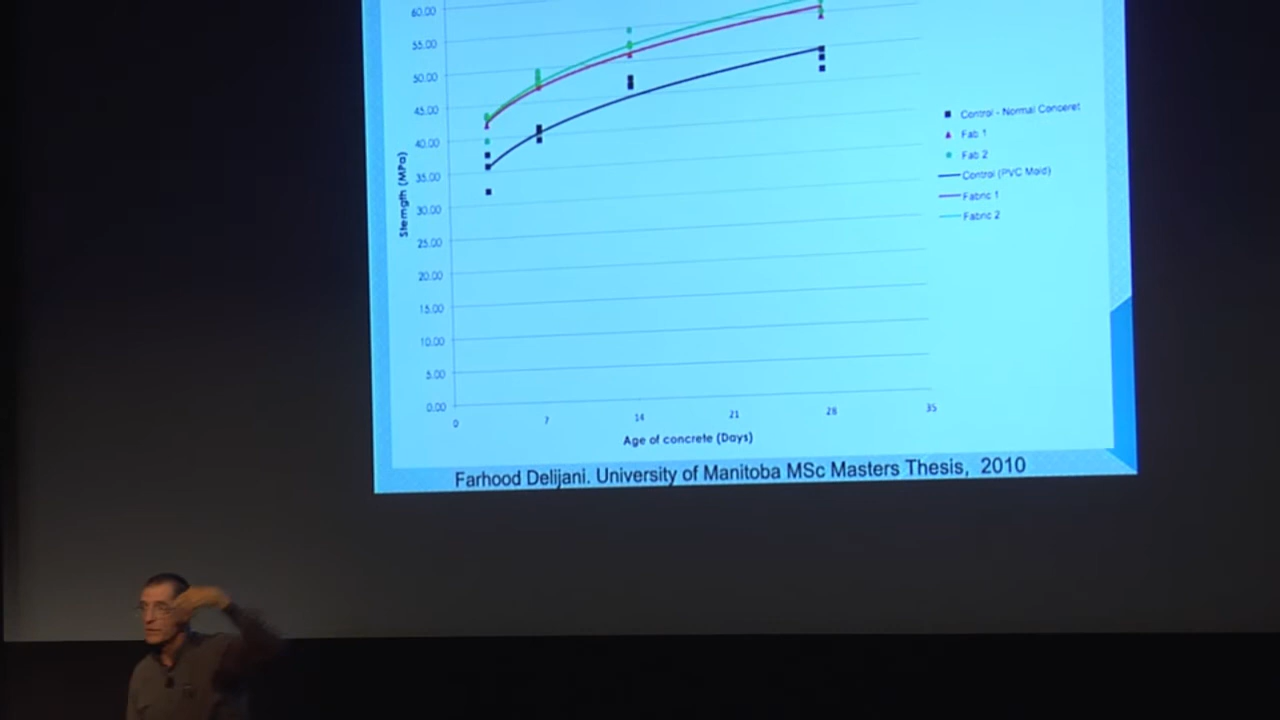 60.00
55.00
50.00
45.00
40.00
35.00
30.00
25.00
20.00
15.00
10.00
5.00
0.00
Stemgth (MPa)
0 7 14 21 28 35
Age of concrete (Days)
Control - Normal Conceret
Fab 1
Fab 2
Control (PVC Mold)
Fabric 1
Fabric 2
Farhood Delijani. University of Manitoba MSc Masters Thesis, 2010